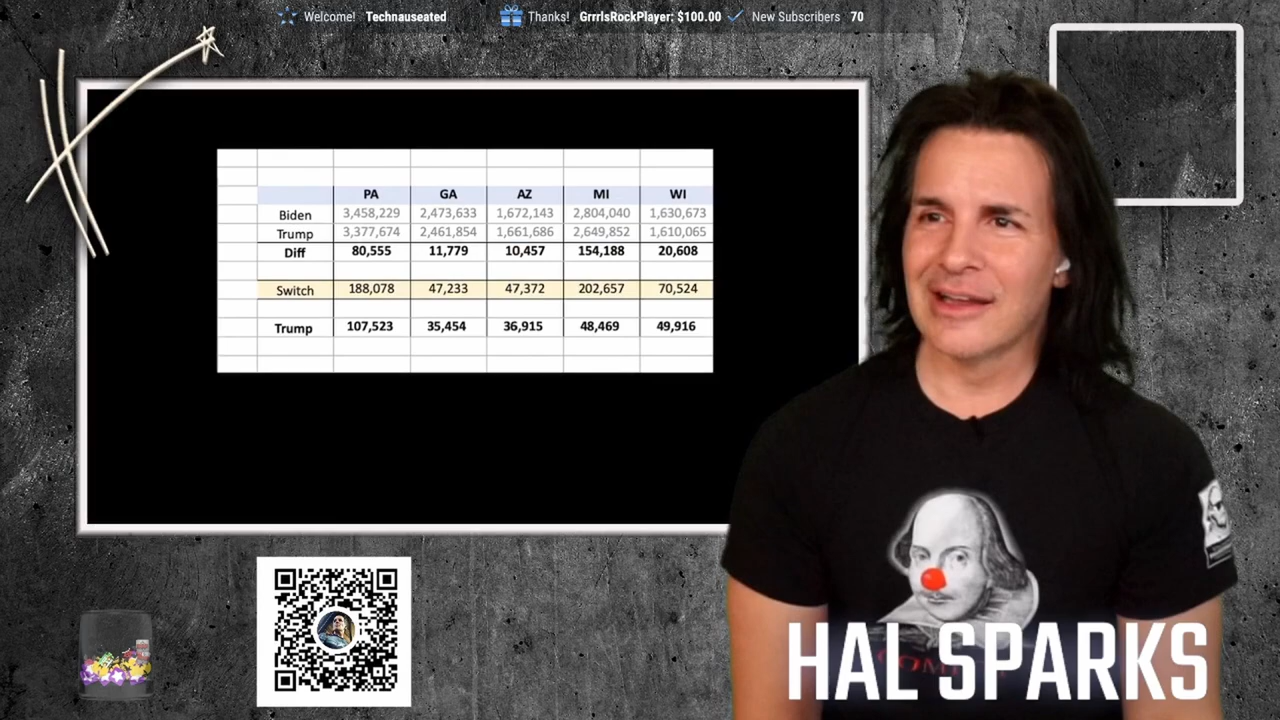 Welcome! Technauseated Thanks! GrrrlsRockPlayer: $100.00 New Subscribers 70
PA GA AZ MI WI
Biden 3,458,229 2,473,633 1,672,143 2,804,040 1,630,673
Trump 3,377,674 2,461,854 1,661,686 2,649,852 1,610,065
Diff 80,555 11,779 10,457 154,188 20,608
Switch 188,078 47,233 47,372 202,657 70,524
Trump 107,523 35,454 36,915 48,469 49,916
HAL SPARKS